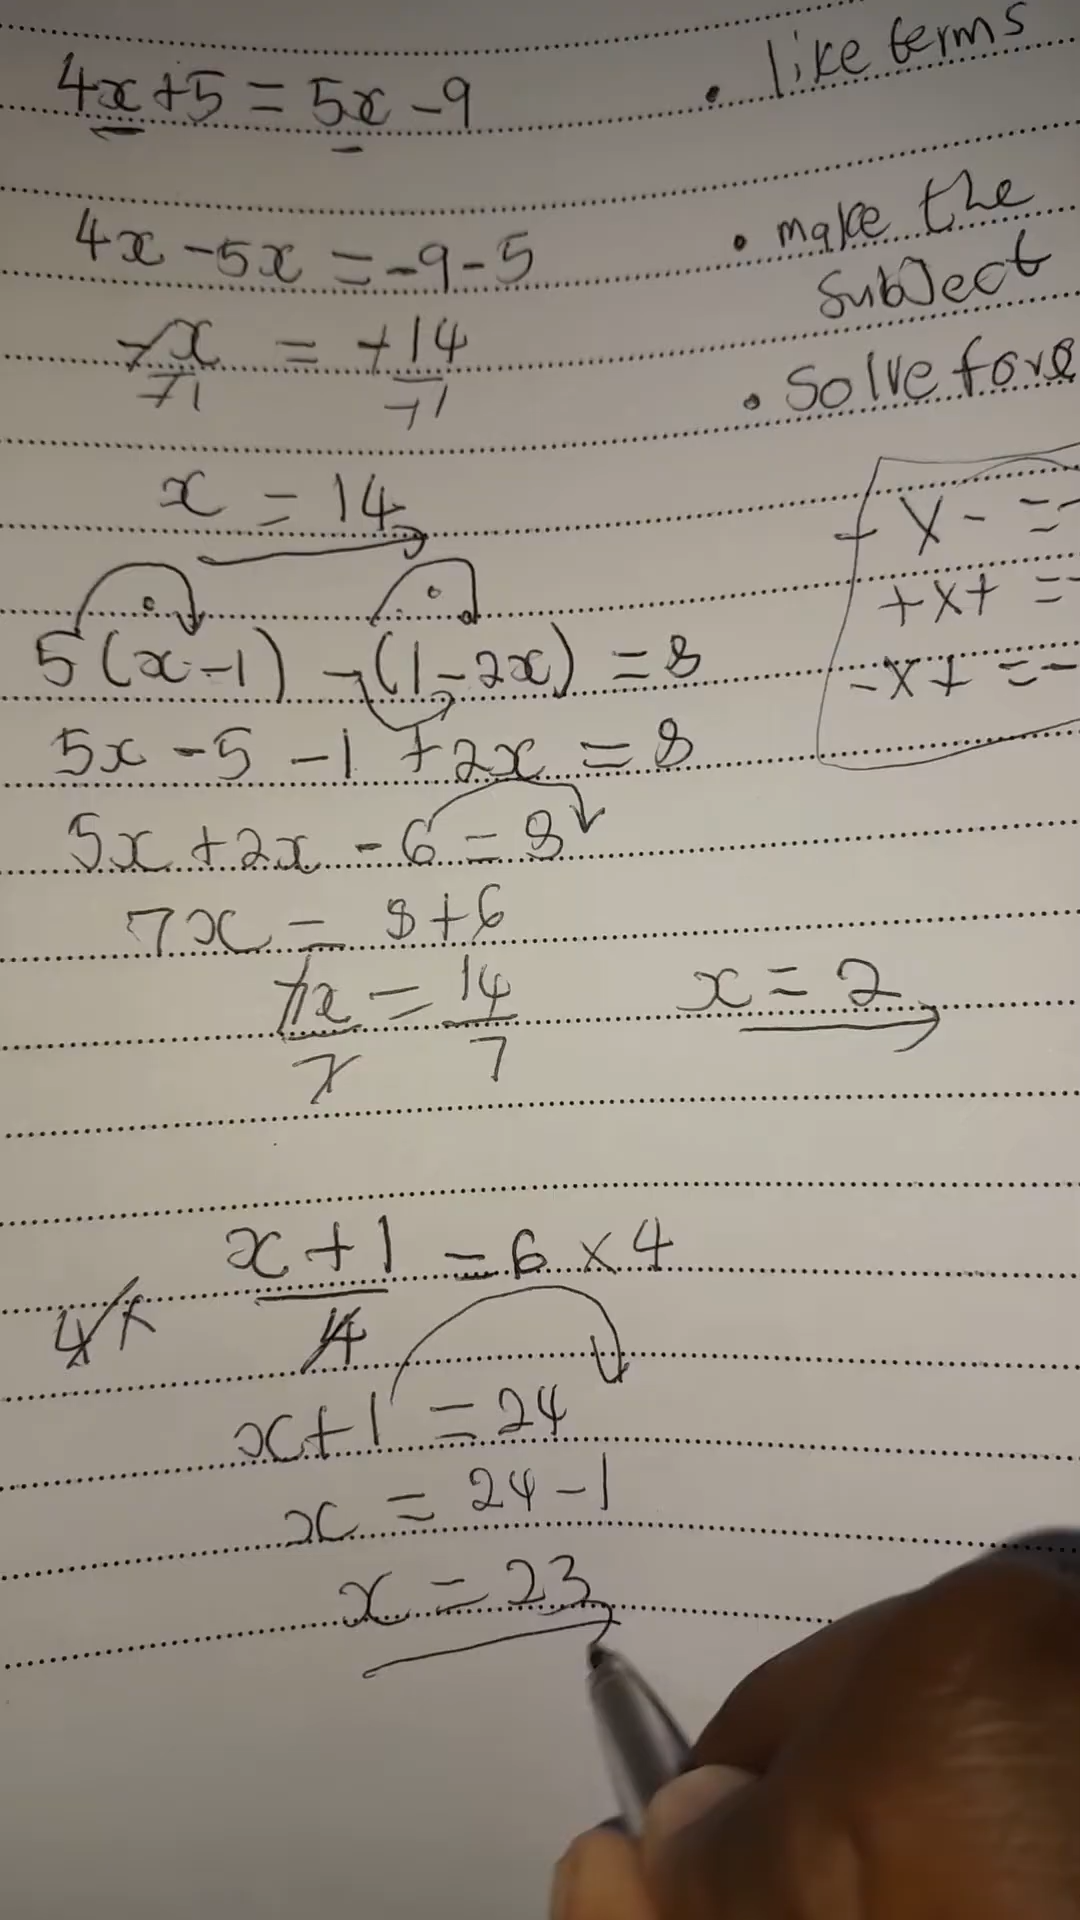 4x+5 = 5x-9
• like terms
4x-5x = -9-5
• make the
subject
-x = -14
-1 -1
• Solve for
x = 14
- x - =
+ x + =
- x + = -
5(x-1) -(1-2x) = 8
5x - 5 - 1 + 2x = 8
5x + 2x - 6 = 8
7x = 8+6
7x = 14
7 7
x = 2
x+1 = 6 x 4
4x 4
x+1 = 24
x = 24-1
x = 23